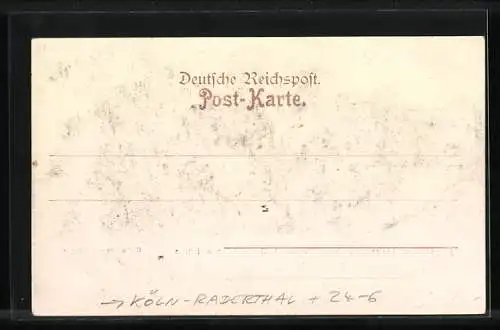 Deutsche Reichspost.
Post-Karte.
→ KÖLN-RADERTHAL + 24-6